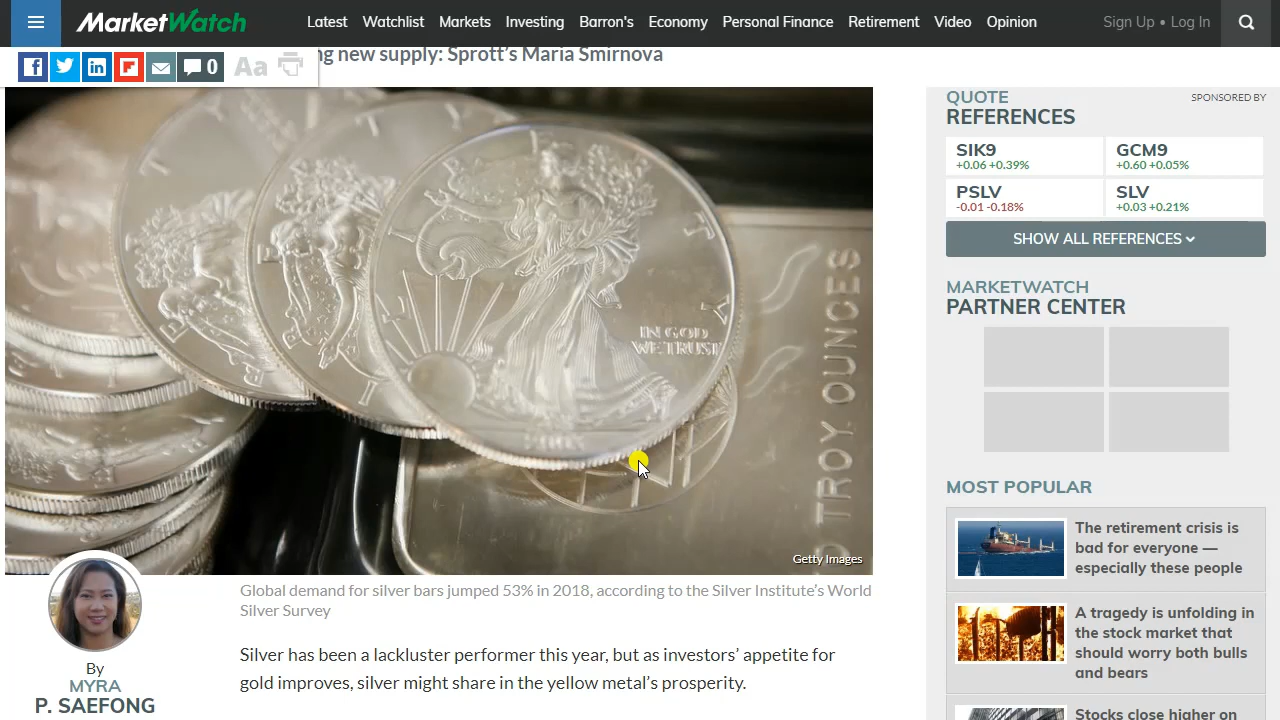 MarketWatch
Latest Watchlist Markets Investing Barron's Economy Personal Finance Retirement Video Opinion
Sign Up • Log In
new supply: Sprott's Maria Smirnova
0
Aa
QUOTE
REFERENCES
SPONSORED BY
SIK9
+0.06 +0.39%
GCM9
+0.60 +0.05%
PSLV
-0.01 -0.18%
SLV
+0.03 +0.21%
SHOW ALL REFERENCES
MARKETWATCH
PARTNER CENTER
IN GOD
WE TRUST
TROY OUNCES
Getty Images
Global demand for silver bars jumped 53% in 2018, according to the Silver Institute's World
Silver Survey
By
MYRA
P. SAEFONG
Silver has been a lackluster performer this year, but as investors' appetite for
gold improves, silver might share in the yellow metal's prosperity.
MOST POPULAR
The retirement crisis is
bad for everyone —
especially these people
A tragedy is unfolding in
the stock market that
should worry both bulls
and bears
Stocks close higher on